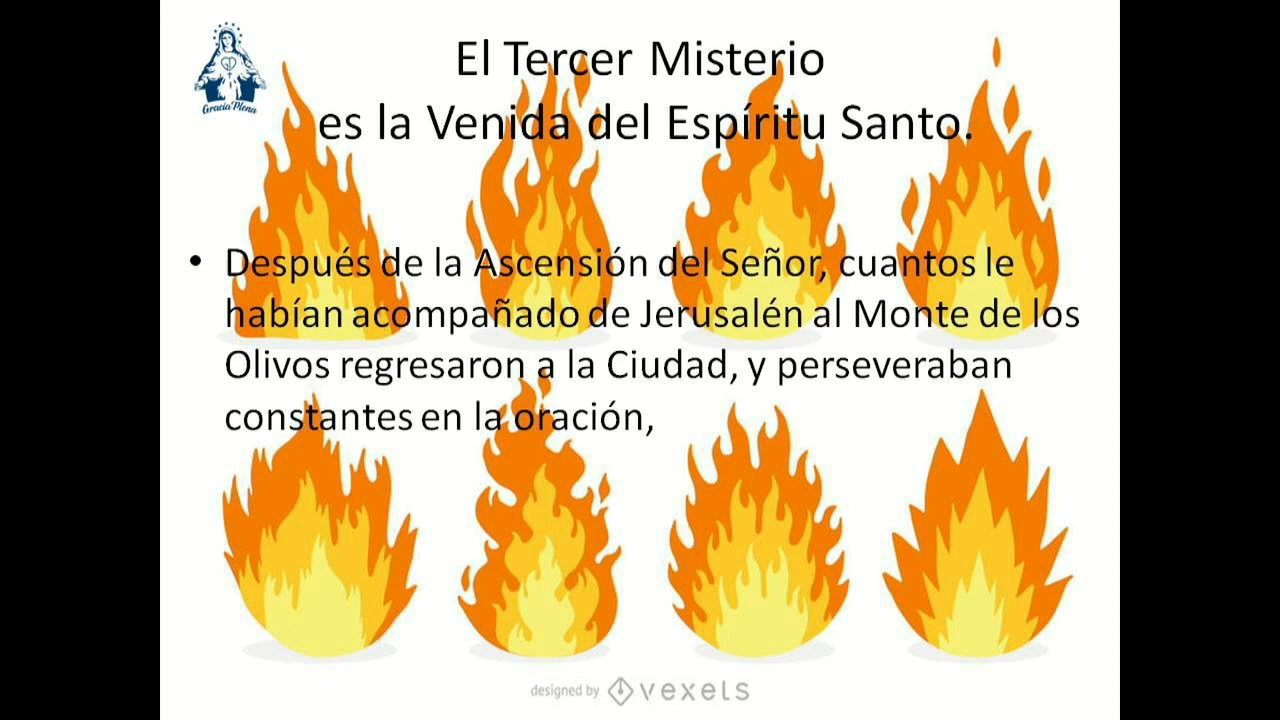 El Tercer Misterio
es la Venida del Espíritu Santo.
Gracia Plena
• Después de la Ascensión del Señor, cuantos le
habían acompañado de Jerusalén al Monte de los
Olivos regresaron a la Ciudad, y perseveraban
constantes en la oración,
designed by vexels